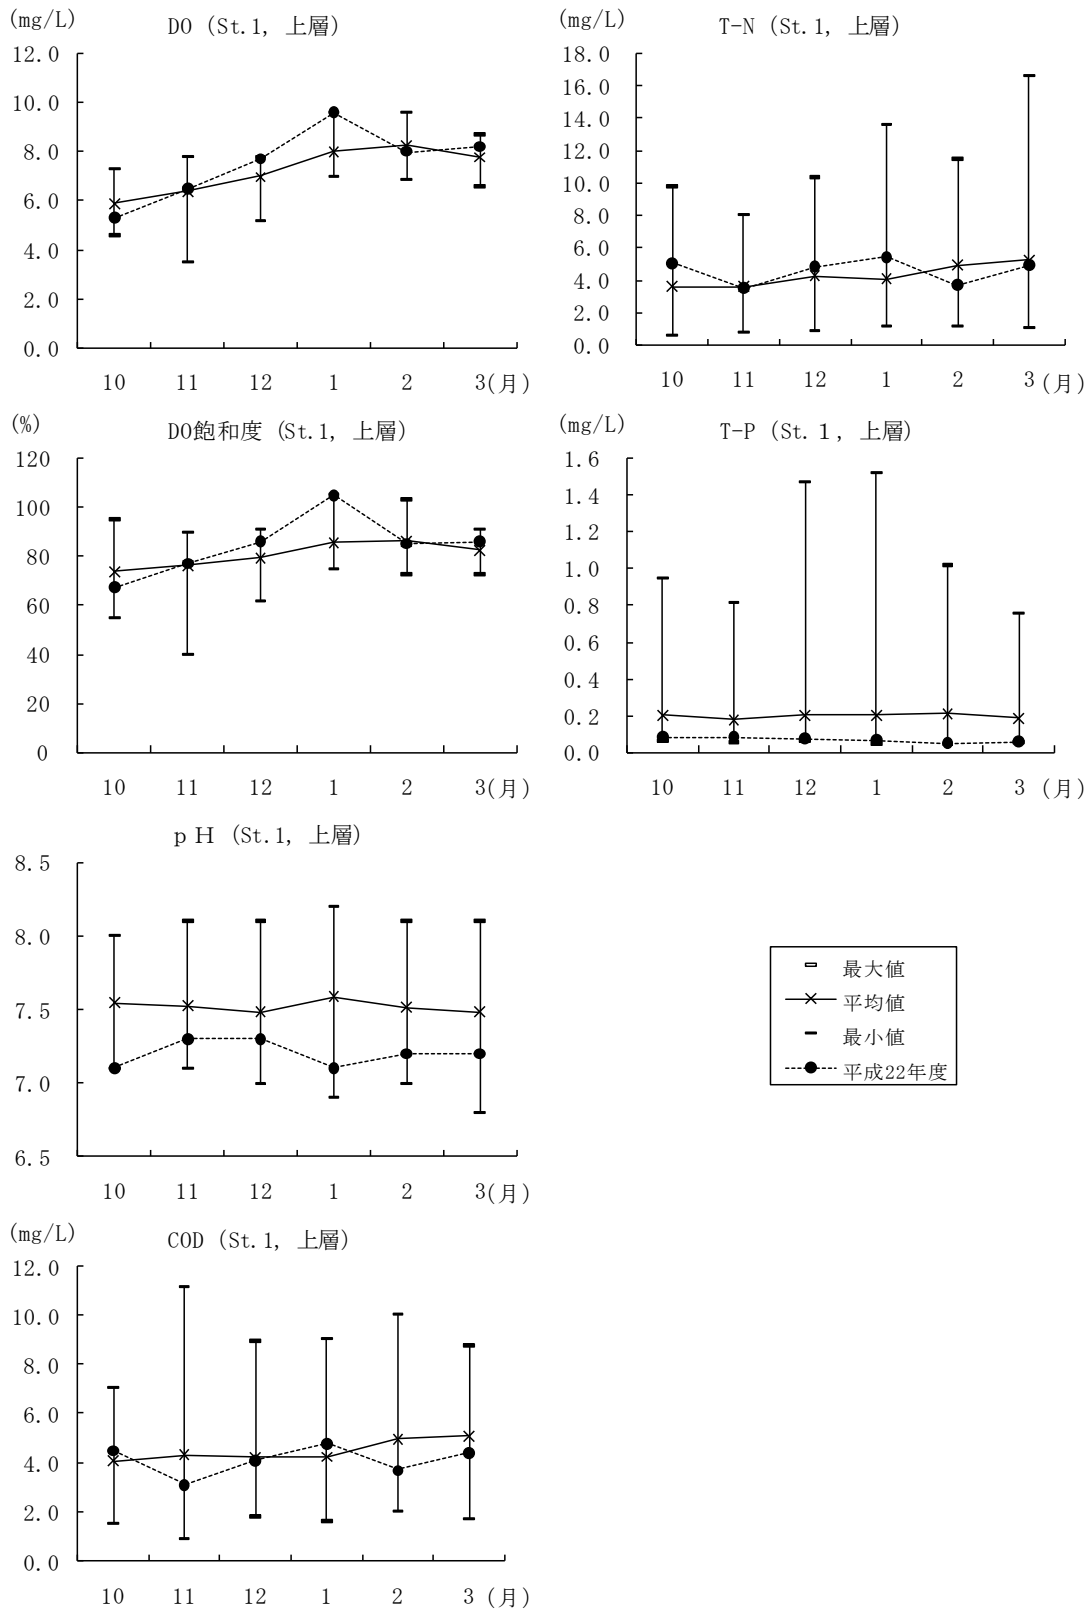 (mg/L)
DO (St.1, 上層)
12.0
10.0
8.0
6.0
4.0
2.0
0.0
10 11 12 1 2 3(月)
(mg/L)
T-N (St.1, 上層)
18.0
16.0
14.0
12.0
10.0
8.0
6.0
4.0
2.0
0.0
10 11 12 1 2 3 (月)
(%)
DO飽和度 (St.1, 上層)
120
100
80
60
40
20
0
10 11 12 1 2 3(月)
(mg/L)
T-P (St.１, 上層)
1.6
1.4
1.2
1.0
0.8
0.6
0.4
0.2
0.0
10 11 12 1 2 3 (月)
ｐＨ (St.1, 上層)
8.5
8.0
7.5
7.0
6.5
10 11 12 1 2 3(月)
最大値
平均値
最小値
平成22年度
(mg/L)
COD (St.1, 上層)
12.0
10.0
8.0
6.0
4.0
2.0
0.0
10 11 12 1 2 3 (月)